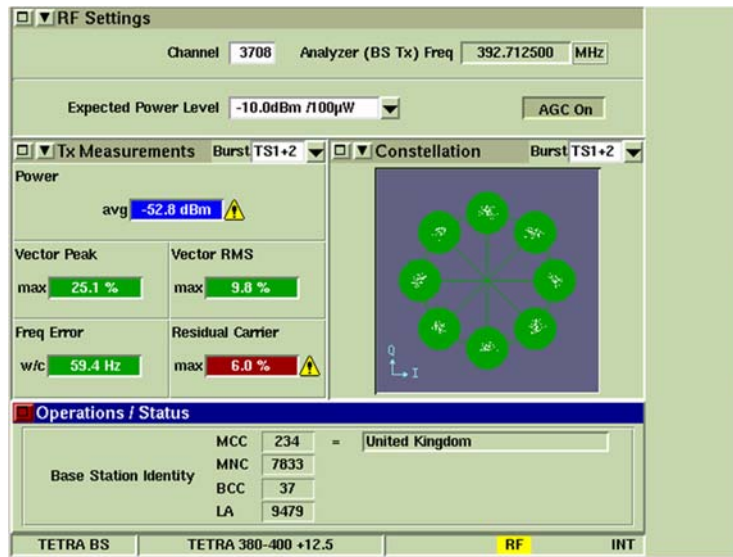 RF Settings
Channel 3708 Analyzer (BS Tx) Freq 392.712500 MHz
Expected Power Level -10.0dBm /100µW AGC On
Tx Measurements Burst TS1+2
Power
avg -52.8 dBm
Vector Peak Vector RMS
max 25.1 % max 9.8 %
Freq Error Residual Carrier
w/c 59.4 Hz max 6.0 %
Constellation Burst TS1+2
Q
I
Operations / Status
Base Station Identity
MCC 234 = United Kingdom
MNC 7833
BCC 37
LA 9479
TETRA BS TETRA 380-400 +12.5 RF INT